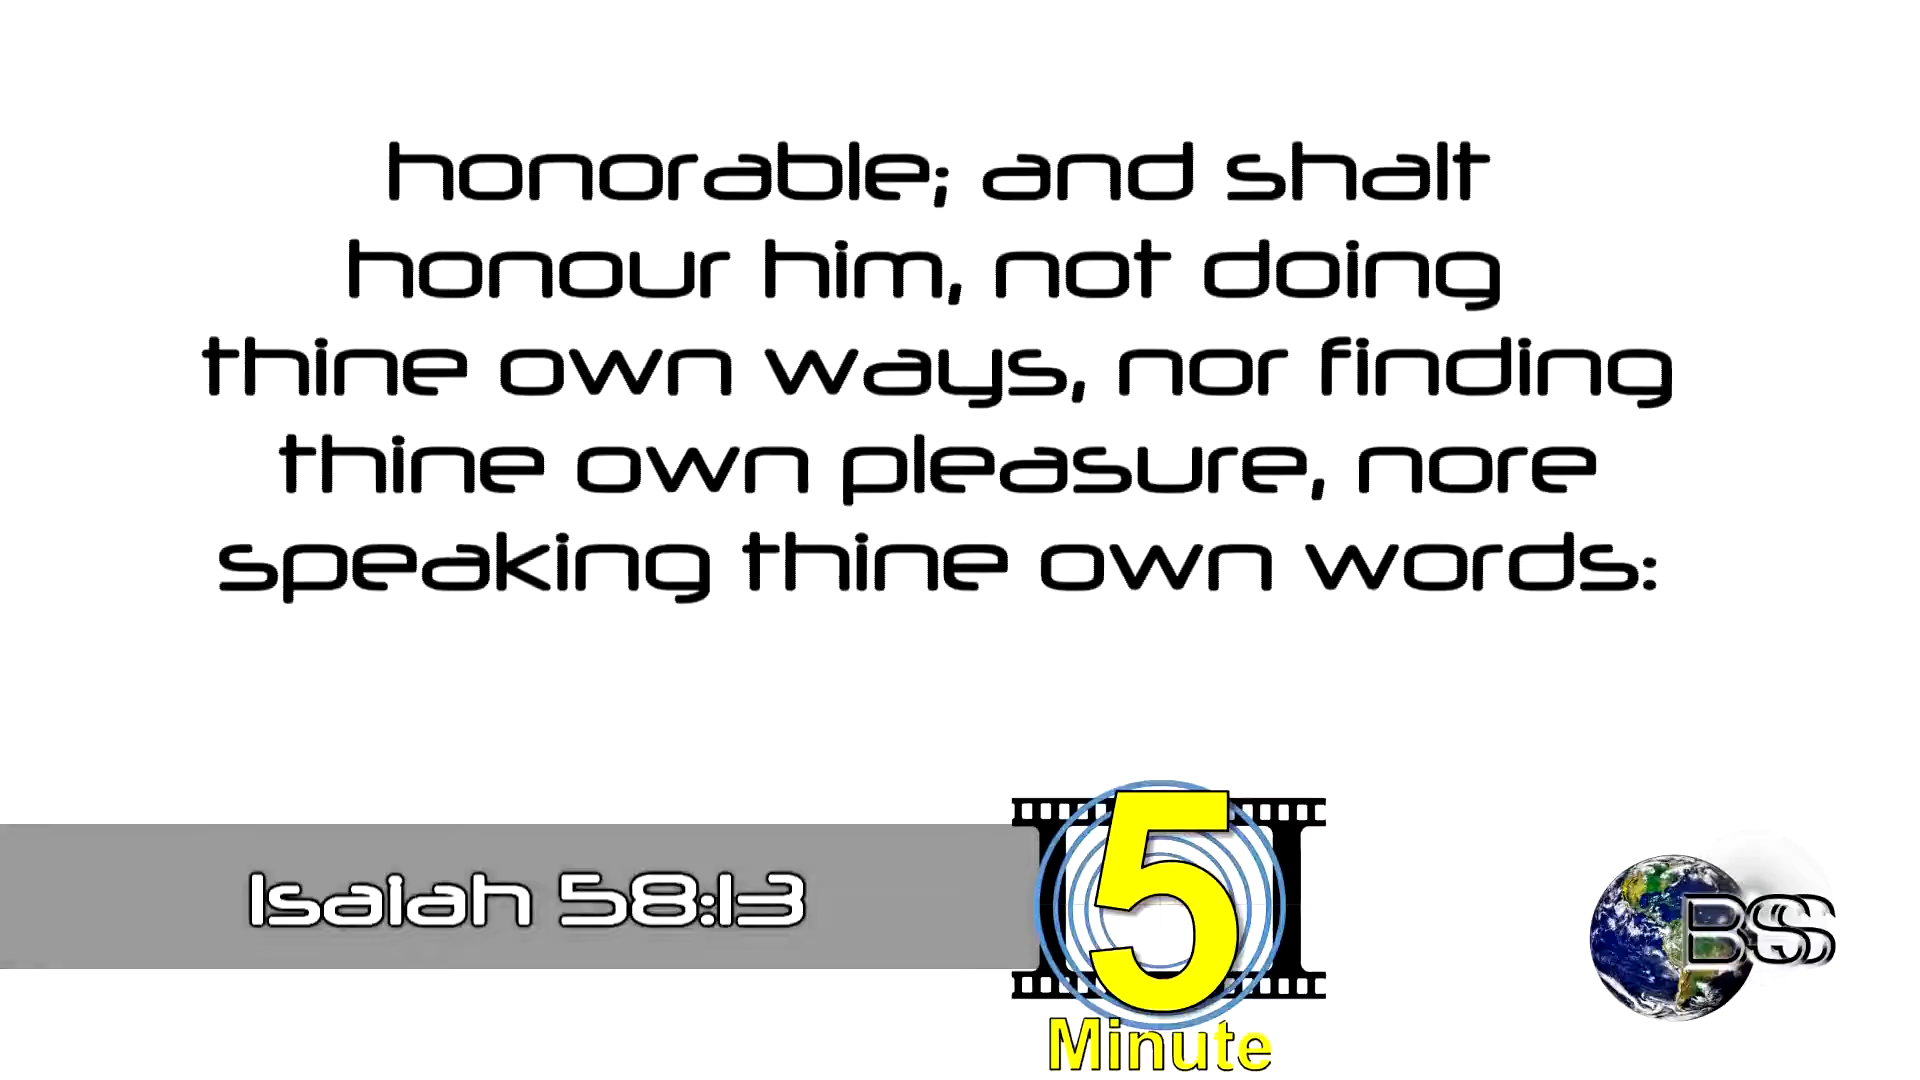 honorable; and shalt
honour him, not doing
thine own ways, nor finding
thine own pleasure, nore
speaking thine own words:
Isaiah 58:13
5
Minute
BSS